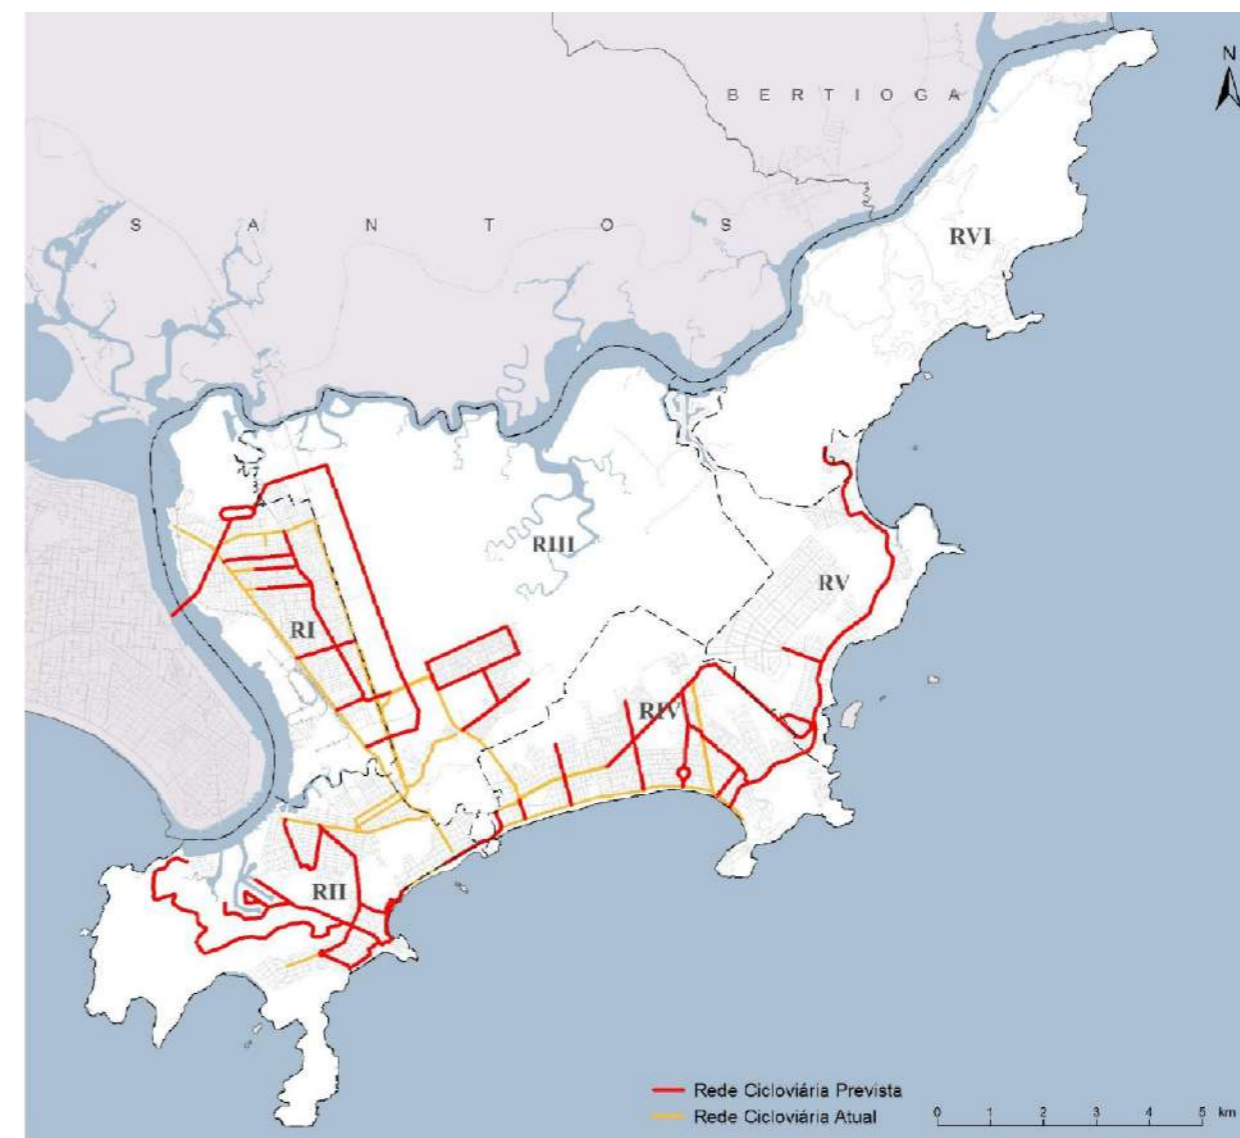 N
BERTIOGA
SANTOS
RVI
RIII
RV
RI
RIV
RII
Rede Cicloviária Prevista
Rede Cicloviária Atual
0 1 2 3 4 5 km